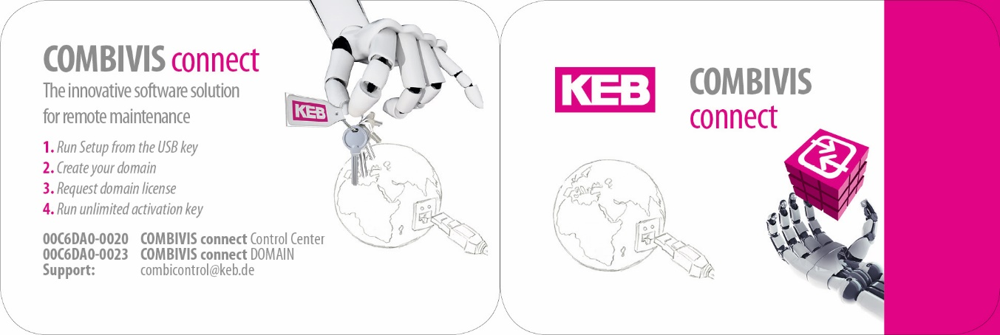 COMBIVIS connect
The innovative software solution
for remote maintenance
1. Run Setup from the USB key
2. Create your domain
3. Request domain license
4. Run unlimited activation key
00C6DA0-0020 COMBIVIS connect Control Center
00C6DA0-0023 COMBIVIS connect DOMAIN
Support: combicontrol@keb.de
KEB
KEB
COMBIVIS
connect